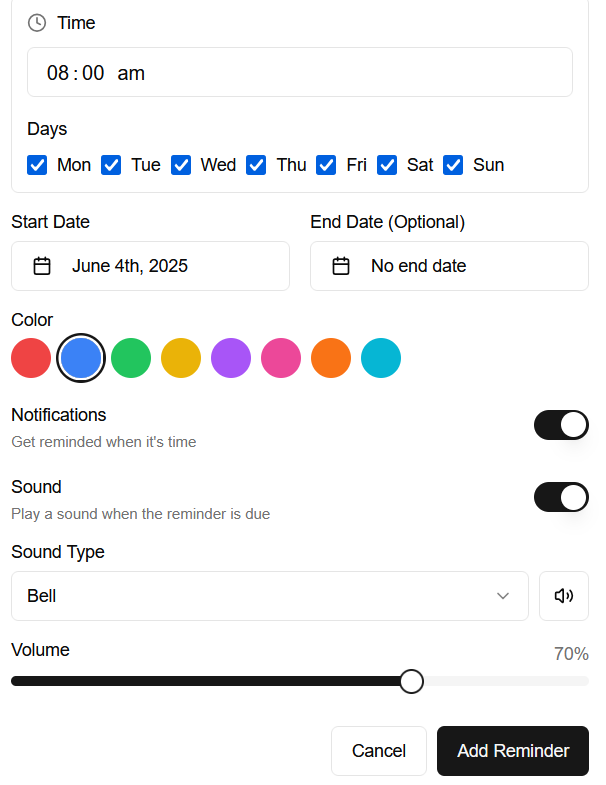 Time
08:00 am
Days
Mon Tue Wed Thu Fri Sat Sun
Start Date End Date (Optional)
June 4th, 2025 No end date
Color
Notifications
Get reminded when it's time
Sound
Play a sound when the reminder is due
Sound Type
Bell
Volume 70%
Cancel Add Reminder